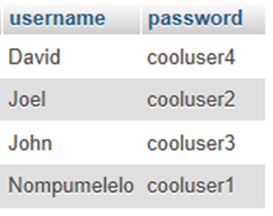 username password
David cooluser4
Joel cooluser2
John cooluser3
Nompumelelo cooluser1